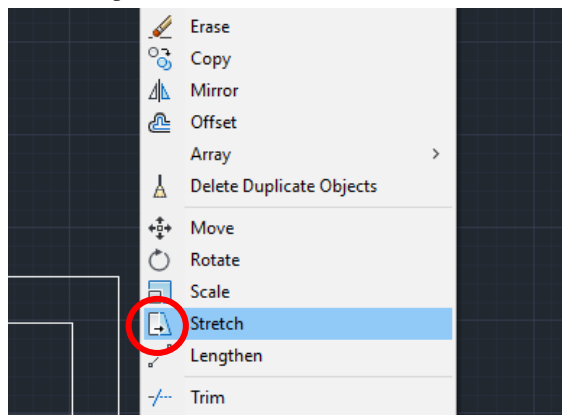 Erase
Copy
Mirror
Offset
Array
Delete Duplicate Objects
Move
Rotate
Scale
Stretch
Lengthen
Trim